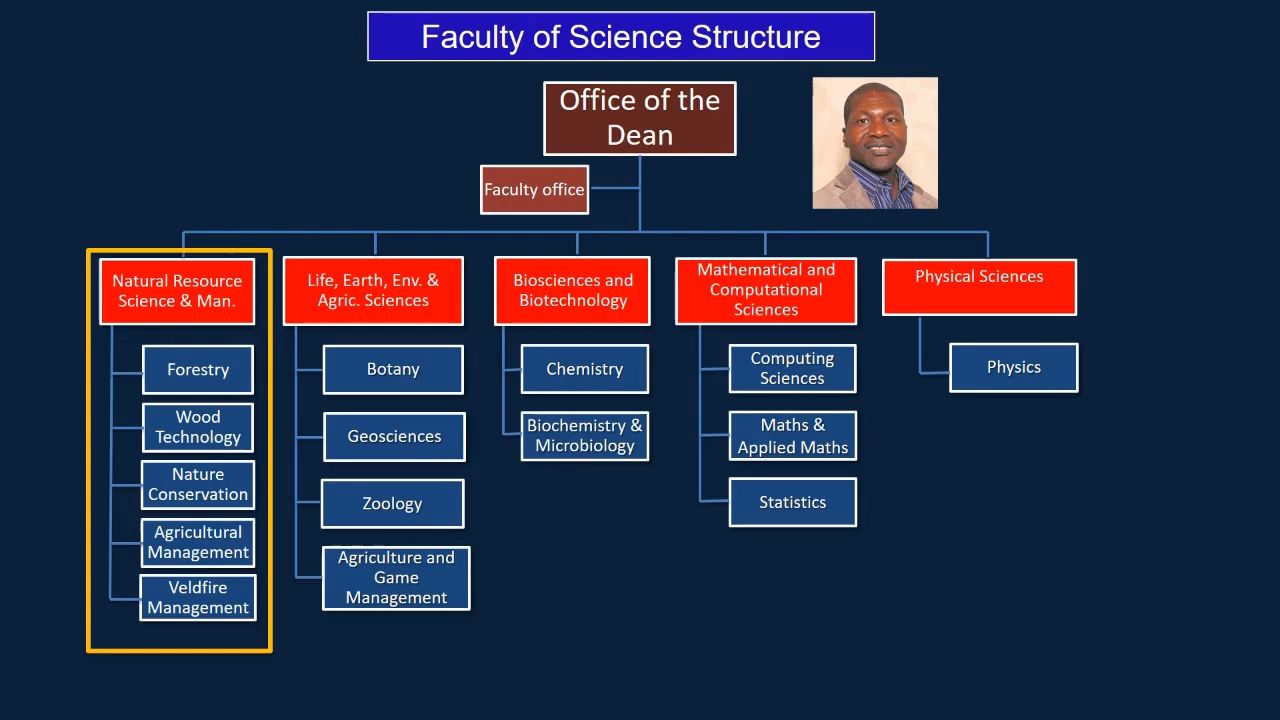 Faculty of Science Structure
Office of the
Dean
Faculty office
Natural Resource
Science & Man.
Forestry
Wood
Technology
Nature
Conservation
Agricultural
Management
Veldfire
Management
Life, Earth, Env. &
Agric. Sciences
Botany
Geosciences
Zoology
Agriculture and
Game
Management
Biosciences and
Biotechnology
Chemistry
Biochemistry &
Microbiology
Mathematical and
Computational
Sciences
Computing
Sciences
Maths &
Applied Maths
Statistics
Physical Sciences
Physics